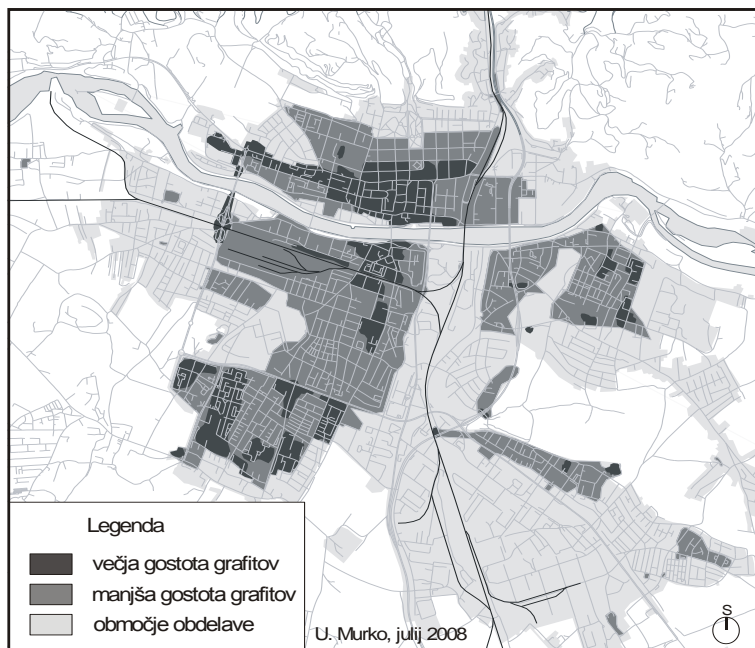 Legenda
večja gostota grafitov
manjša gostota grafitov
območje obdelave
U. Murko, julij 2008
S